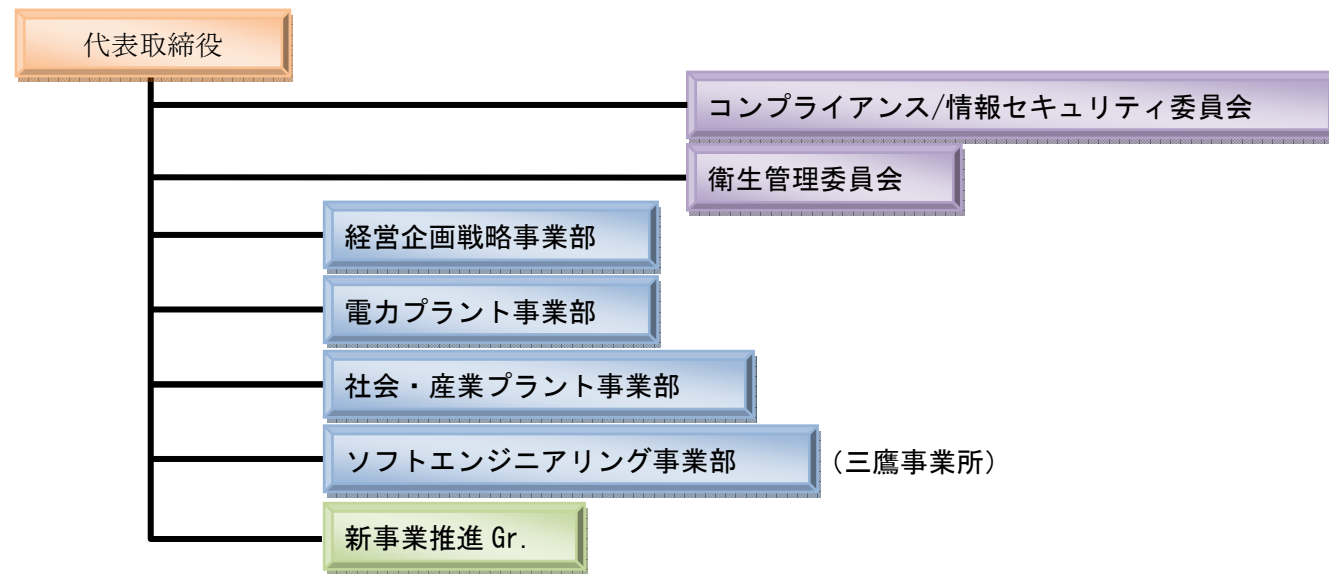 代表取締役
コンプライアンス/情報セキュリティ委員会
衛生管理委員会
経営企画戦略事業部
電力プラント事業部
社会・産業プラント事業部
ソフトエンジニアリング事業部 (三鷹事業所)
新事業推進 Gr.